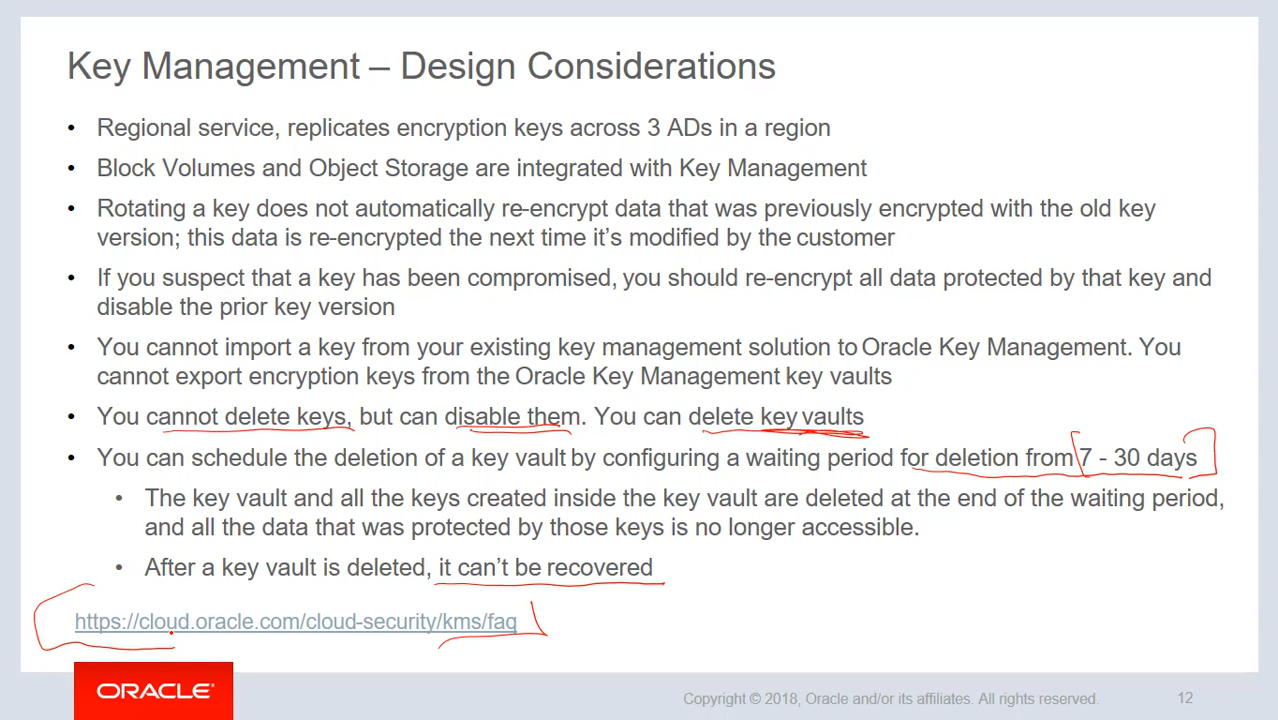 Key Management – Design Considerations
• Regional service, replicates encryption keys across 3 ADs in a region
• Block Volumes and Object Storage are integrated with Key Management
• Rotating a key does not automatically re-encrypt data that was previously encrypted with the old key
version; this data is re-encrypted the next time it's modified by the customer
• If you suspect that a key has been compromised, you should re-encrypt all data protected by that key and
disable the prior key version
• You cannot import a key from your existing key management solution to Oracle Key Management. You
cannot export encryption keys from the Oracle Key Management key vaults
• You cannot delete keys, but can disable them. You can delete key vaults
• You can schedule the deletion of a key vault by configuring a waiting period for deletion from 7 - 30 days
• The key vault and all the keys created inside the key vault are deleted at the end of the waiting period,
and all the data that was protected by those keys is no longer accessible.
• After a key vault is deleted, it can't be recovered
https://cloud.oracle.com/cloud-security/kms/faq
ORACLE®
Copyright © 2018, Oracle and/or its affiliates. All rights reserved.
12